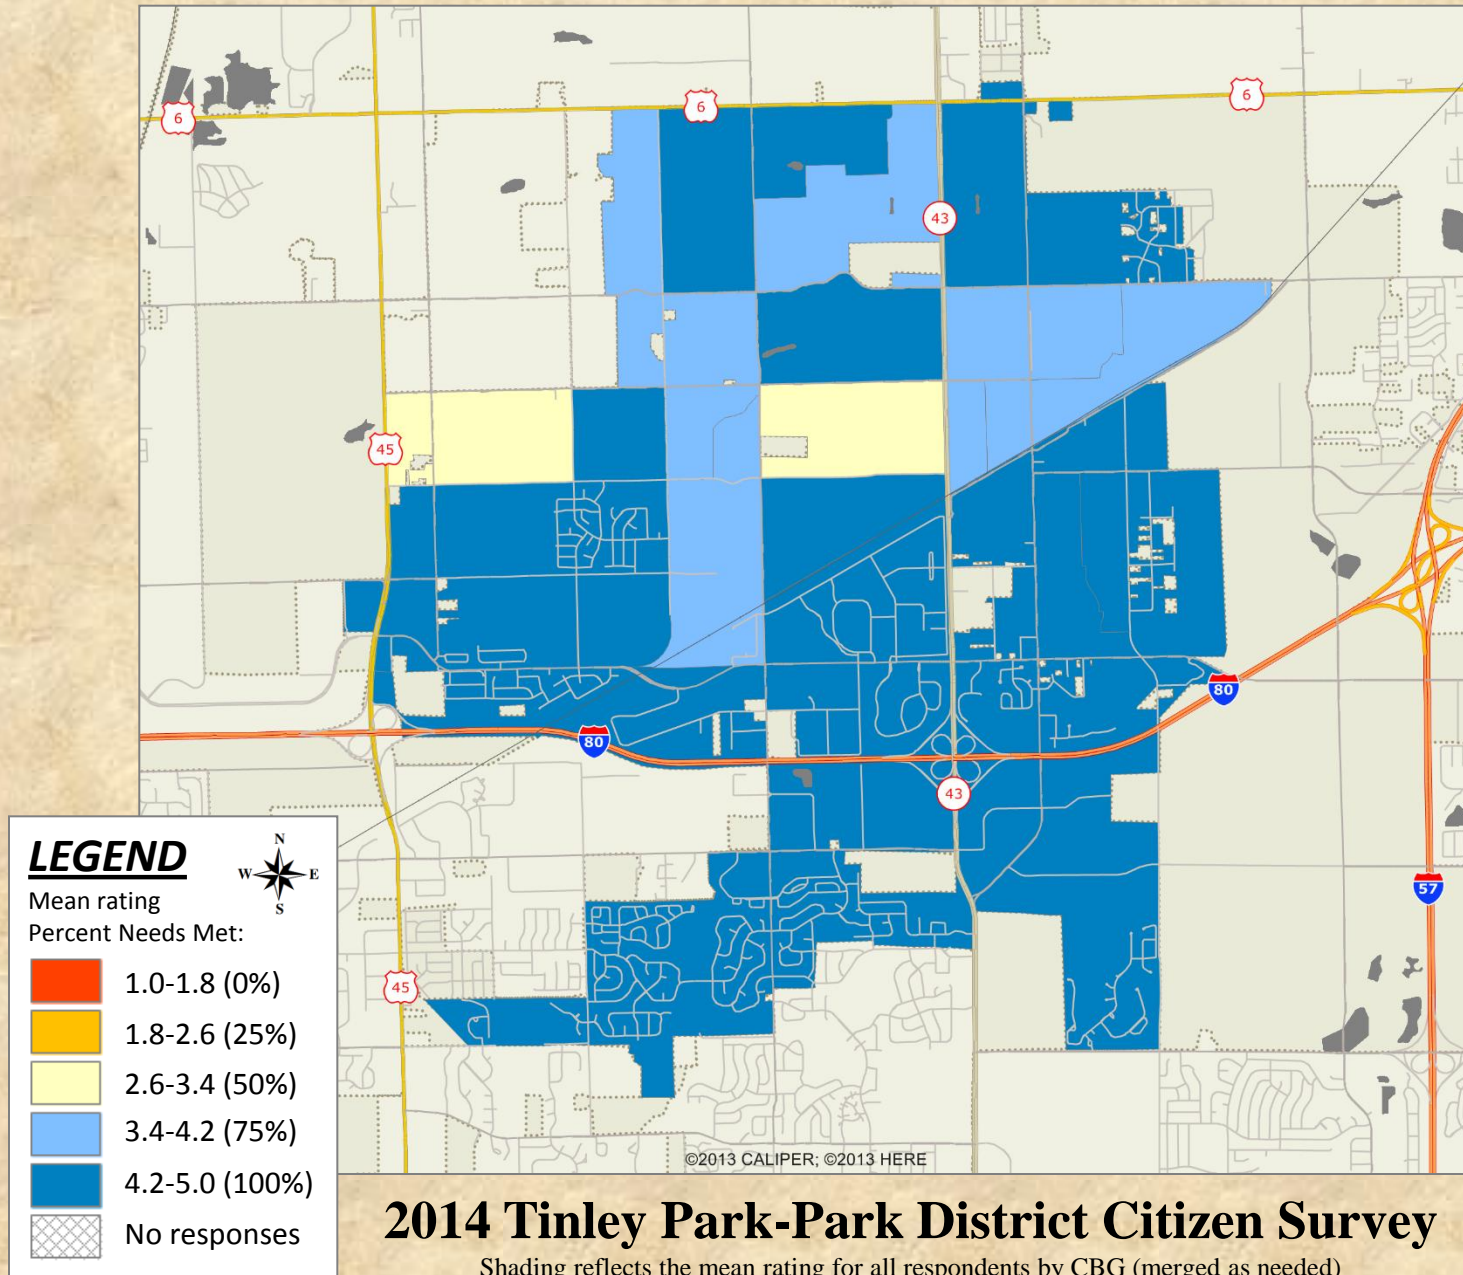 6
6
6
43
45
80
80
43
57
45
LEGEND
N
W E
S
Mean rating
Percent Needs Met:
1.0-1.8 (0%)
1.8-2.6 (25%)
2.6-3.4 (50%)
3.4-4.2 (75%)
4.2-5.0 (100%)
No responses
©2013 CALIPER; ©2013 HERE
2014 Tinley Park-Park District Citizen Survey
Shading reflects the mean rating for all respondents by CBG (merged as needed)